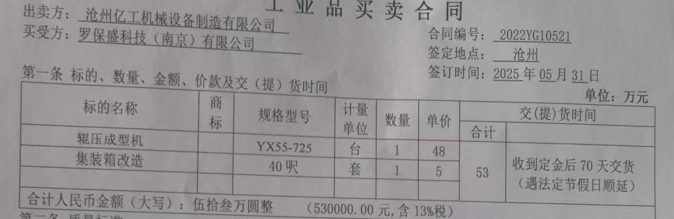 工业品买卖合同
出卖方：沧州亿工机械设备制造有限公司
买受方：罗保盛科技（南京）有限公司
合同编号：2022YG10521
签定地点：沧州
签订时间：2025 年 05 月 31 日
第一条 标的、数量、金额、价款及交（提）货时间
单位：万元
标的名称 商标 规格型号 计量单位 数量 单价 交(提)货时间
合计
辊压成型机 YX55-725 台 1 48
集装箱改造 40 呎 套 1 5
53 收到定金后 70 天交货
（遇法定节假日顺延）
合计人民币金额（大写）：伍拾叁万圆整 （530000.00 元,含 13%税）